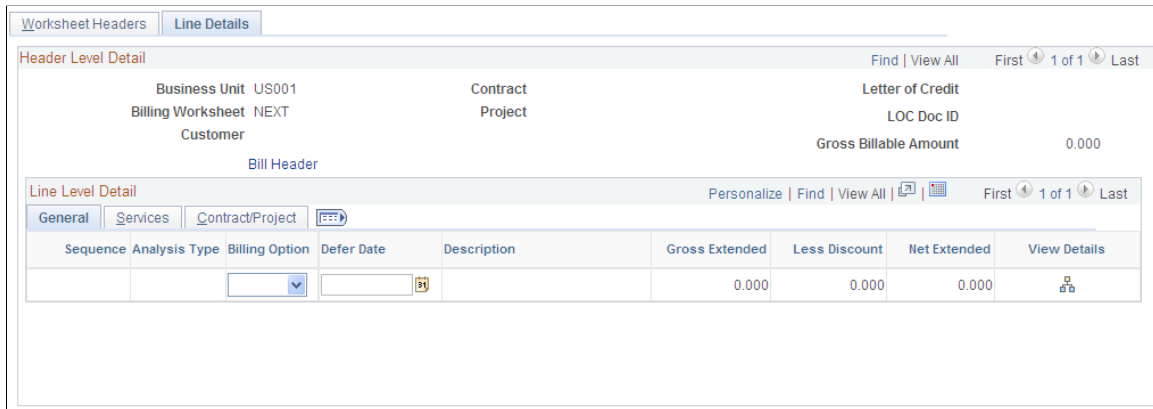 Worksheet Headers Line Details
Header Level Detail Find | View All First 1 of 1 Last
Business Unit US001 Contract Letter of Credit
Billing Worksheet NEXT Project LOC Doc ID
Customer Gross Billable Amount 0.000
Bill Header
Line Level Detail Personalize | Find | View All | | First 1 of 1 Last
General Services Contract/Project
Sequence Analysis Type Billing Option Defer Date Description Gross Extended Less Discount Net Extended View Details
31 0.000 0.000 0.000